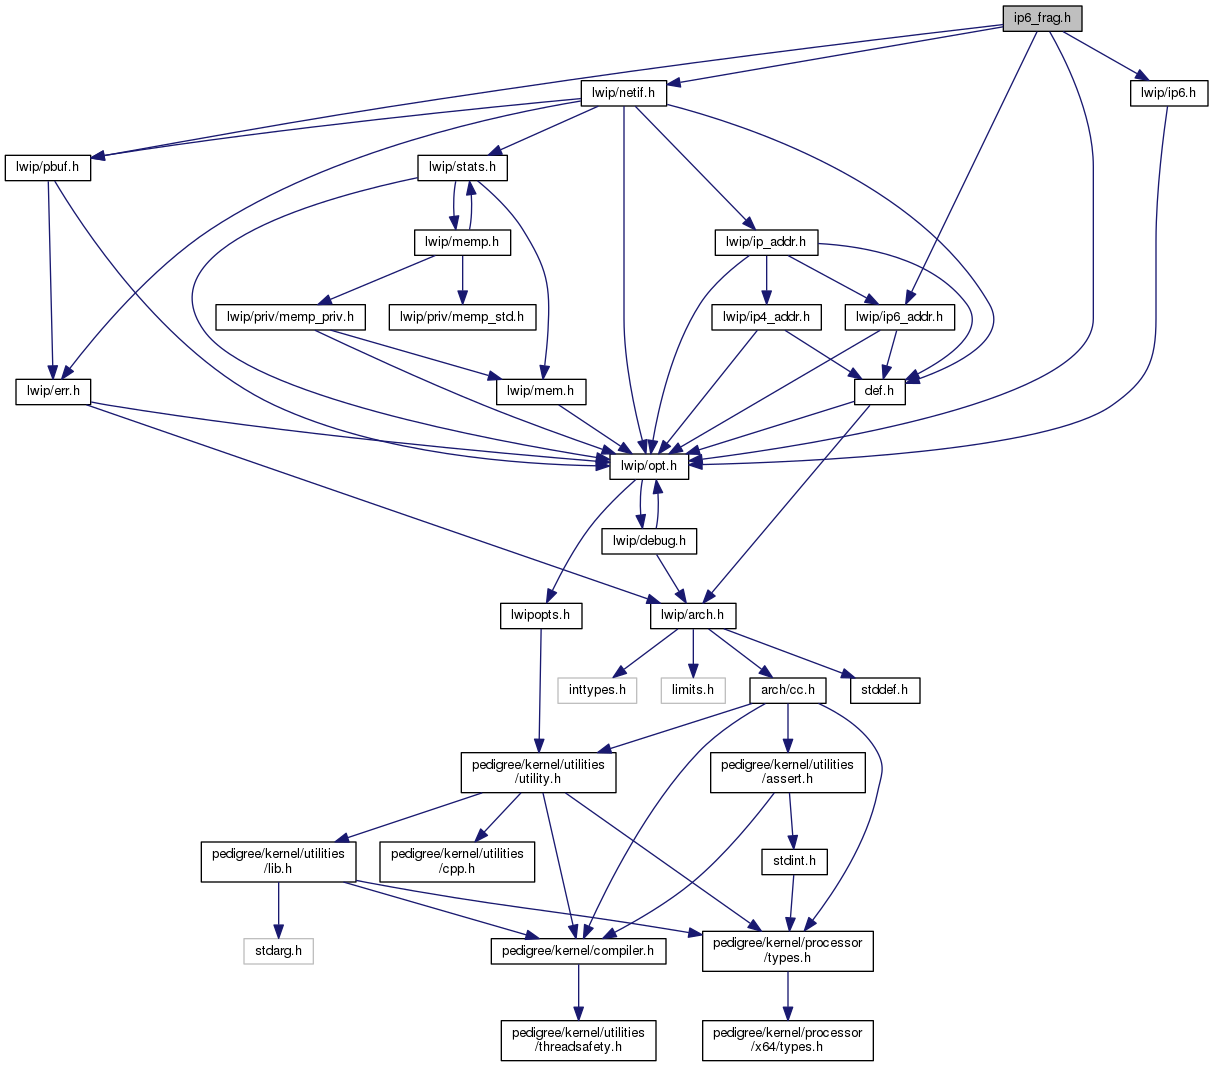 ip6_frag.h
lwip/netif.h
lwip/ip6.h
lwip/pbuf.h
lwip/stats.h
lwip/memp.h
lwip/ip_addr.h
lwip/priv/memp_priv.h
lwip/priv/memp_std.h
lwip/ip4_addr.h
lwip/ip6_addr.h
lwip/err.h
lwip/mem.h
def.h
lwip/opt.h
lwip/debug.h
lwipopts.h
lwip/arch.h
inttypes.h
limits.h
arch/cc.h
stddef.h
pedigree/kernel/utilities
/utility.h
pedigree/kernel/utilities
/assert.h
pedigree/kernel/utilities
/lib.h
pedigree/kernel/utilities
/cpp.h
stdint.h
stdarg.h
pedigree/kernel/compiler.h
pedigree/kernel/processor
/types.h
pedigree/kernel/utilities
/threadsafety.h
pedigree/kernel/processor
/x64/types.h